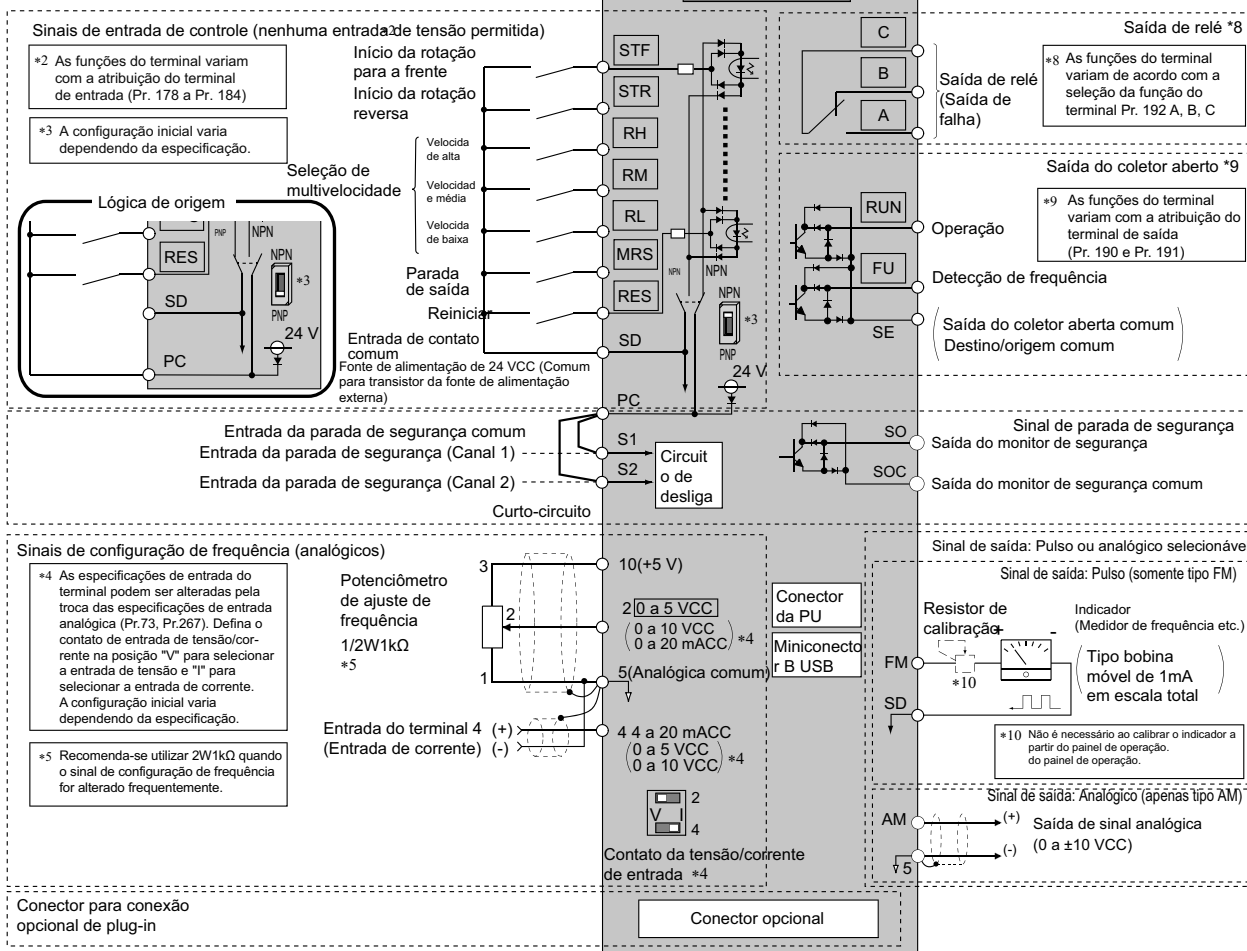 Sinais de entrada de controle (nenhuma entrada de tensão permitida)
*2
*2 As funções do terminal variam
com a atribuição do terminal
de entrada (Pr. 178 a Pr. 184)
*3 A configuração inicial varia
dependendo da especificação.
Lógica de origem
RES
PNP
NPN
NPN
*3
PNP
SD
24 V
PC
Início da rotação
para a frente
Início da rotação
reversa
Seleção de
multivelocidade
Velocida
de alta
Velocidad
e média
Velocida
de baixa
Parada
de saída
Reiniciar
Entrada de contato
comum
Fonte de alimentação de 24 VCC (Comum
para transistor da fonte de alimentação
externa)
STF
STR
RH
RM
RL
MRS
RES
SD
PC
NPN
NPN
NPN
*3
PNP
24 V
C
B
A
Saída de relé
(Saída de
falha)
Saída de relé *8
*8 As funções do terminal
variam de acordo com a
seleção da função do
terminal Pr. 192 A, B, C
Saída do coletor aberto *9
*9 As funções do terminal
variam com a atribuição do
terminal de saída
(Pr. 190 e Pr. 191)
RUN
Operação
FU
Detecção de frequência
SE
Saída do coletor aberta comum
Destino/origem comum
Entrada da parada de segurança comum
Entrada da parada de segurança (Canal 1)
Entrada da parada de segurança (Canal 2)
Curto-circuito
S1
S2
Circuit
o de
desliga
Sinal de parada de segurança
SO
Saída do monitor de segurança
SOC
Saída do monitor de segurança comum
Sinais de configuração de frequência (analógicos)
*4 As especificações de entrada do
terminal podem ser alteradas pela
troca das especificações de entrada
analógica (Pr.73, Pr.267). Defina o
contato de entrada de tensão/cor-
rente na posição "V" para selecionar
a entrada de tensão e "I" para
selecionar a entrada de corrente.
A configuração inicial varia
dependendo da especificação.
*5 Recomenda-se utilizar 2W1kΩ quando
o sinal de configuração de frequência
for alterado frequentemente.
Potenciômetro
de ajuste de
frequência
1/2W1kΩ
*5
3
2
1
10(+5 V)
2 0 a 5 VCC
(0 a 10 VCC
0 a 20 mACC) *4
5(Analógica comum)
Entrada do terminal 4 (+)
(Entrada de corrente) (-)
4 4 a 20 mACC
(0 a 5 VCC
0 a 10 VCC) *4
2
V I
4
Contato da tensão/corrente
de entrada *4
Conector
da PU
Miniconecto
r B USB
Sinal de saída: Pulso ou analógico selecionáve
Sinal de saída: Pulso (somente tipo FM)
Resistor de
calibração
+ -
Indicador
(Medidor de frequência etc.)
FM
*10
(Tipo bobina
móvel de 1mA
em escala total)
SD
*10 Não é necessário ao calibrar o indicador a
partir do painel de operação.
do painel de operação.
Sinal de saída: Analógico (apenas tipo AM)
AM
(+)
Saída de sinal analógica
(0 a ±10 VCC)
(-)
5
Conector para conexão
opcional de plug-in
Conector opcional